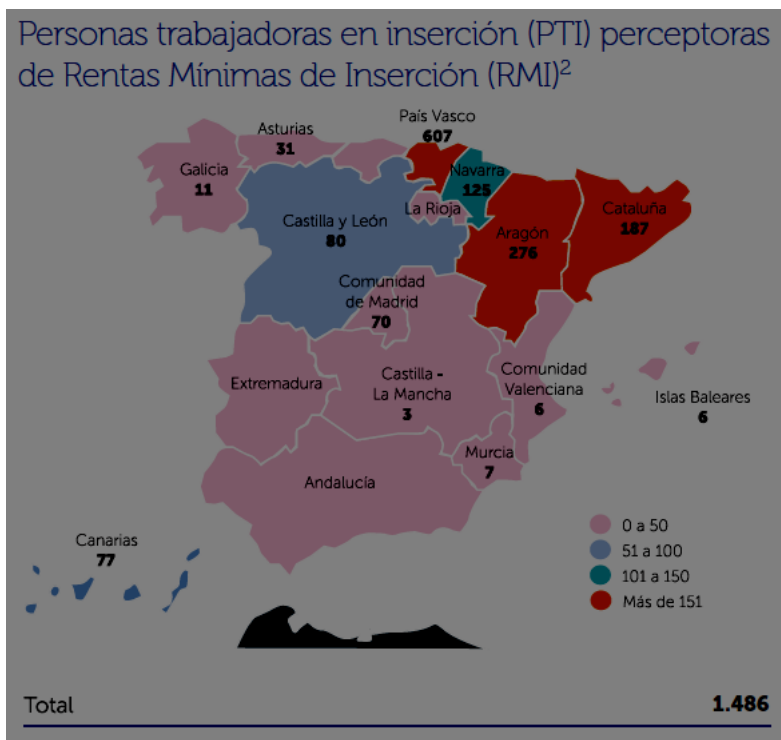 Personas trabajadoras en inserción (PTI) perceptoras
de Rentas Mínimas de Inserción (RMI)2
País Vasco
607
Asturias
31
Galicia
11
Navarra
125
La Rioja
Castilla y León
80
Aragón
276
Cataluña
187
Comunidad
de Madrid
70
Extremadura
Castilla -
La Mancha
3
Comunidad
Valenciana
6
Islas Baleares
6
Murcia
7
Andalucía
Canarias
77
0 a 50
51 a 100
101 a 150
Más de 151
Total 1.486